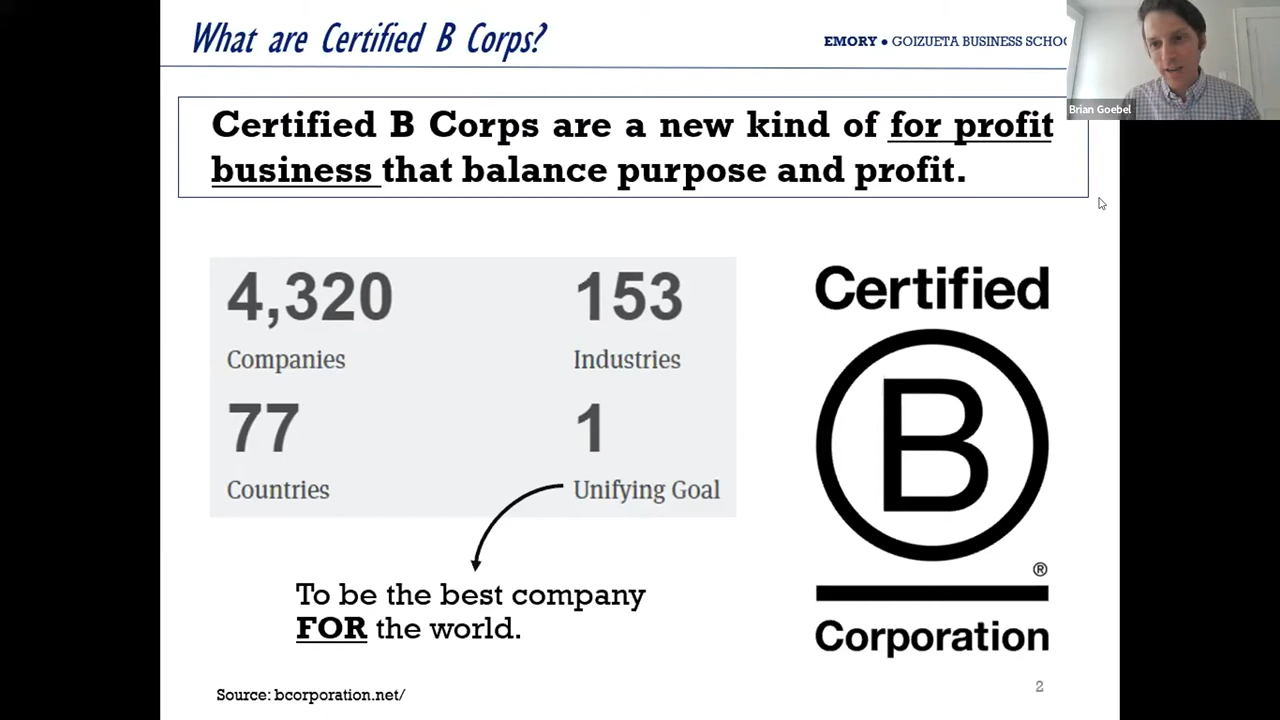 What are Certified B Corps?
EMORY ● GOIZUETA BUSINESS
Brian Goebel
Certified B Corps are a new kind of for profit
business that balance purpose and profit.
4,320
Companies
153
Industries
77
Countries
1
Unifying Goal
To be the best company
FOR the world.
Certified
B
®
Corporation
Source: bcorporation.net/
2